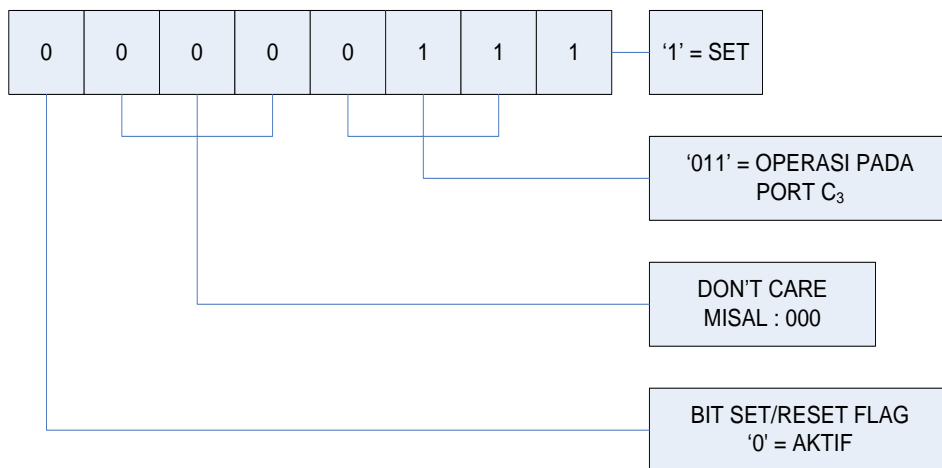 0 0 0 0 0 1 1 1
‘1’ = SET
‘011’ = OPERASI PADA
PORT C₃
DON’T CARE
MISAL : 000
BIT SET/RESET FLAG
‘0' = AKTIF